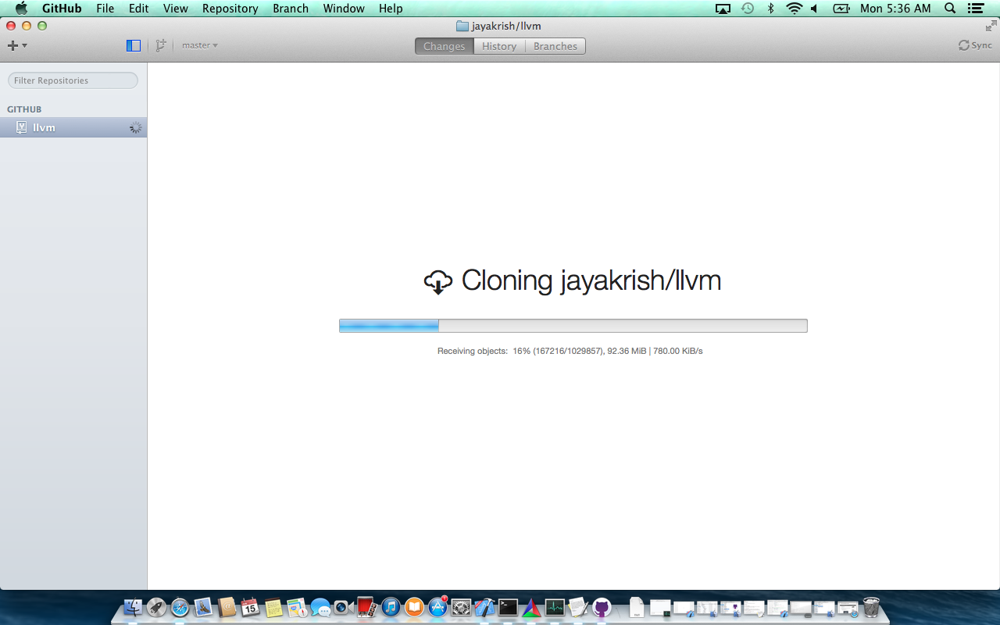 GitHub File Edit View Repository Branch Window Help Mon 5:36 AM
jayakrish/llvm
master Changes History Branches Sync
Filter Repositories
GITHUB
llvm
Cloning jayakrish/llvm
Receiving objects: 16% (167216/1029857), 92.36 MiB | 780.00 KiB/s
15